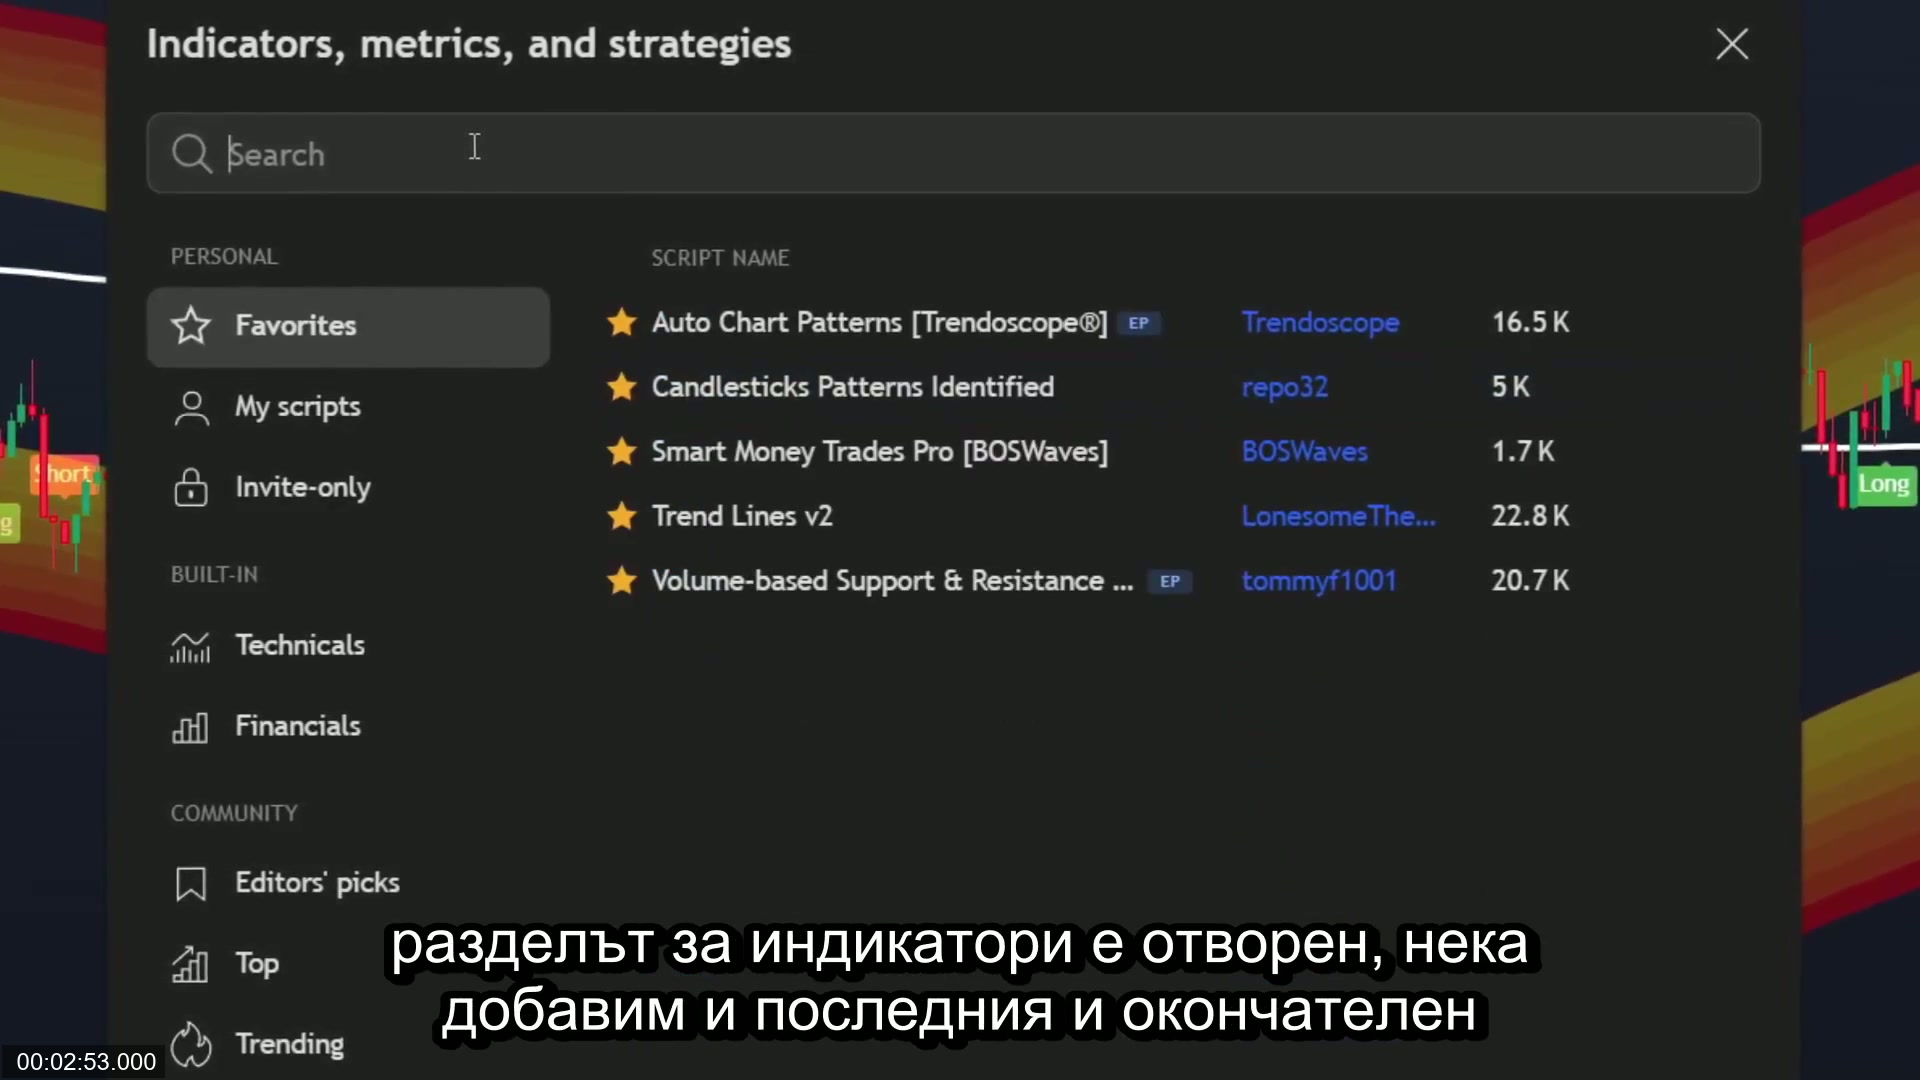 Indicators, metrics, and strategies
Search
PERSONAL
Favorites
My scripts
Invite-only
BUILT-IN
Technicals
Financials
COMMUNITY
Editors' picks
Top
Trending
SCRIPT NAME
Auto Chart Patterns [Trendoscope®] EP Trendoscope 16.5 K
Candlesticks Patterns Identified repo32 5 K
Smart Money Trades Pro [BOSWaves] BOSWaves 1.7 K
Trend Lines v2 LonesomeThe... 22.8 K
Volume-based Support & Resistance ... EP tommyf1001 20.7 K
Short
g
Long
разделът за индикатори е отворен, нека
добавим и последния и окончателен
00:02:53.000